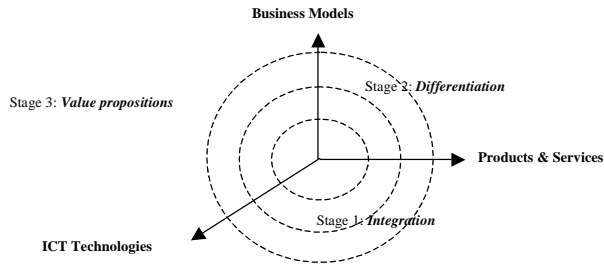 Business Models
Stage 2: Differentiation
Stage 3: Value propositions
Products & Services
Stage 1: Integration
ICT Technologies